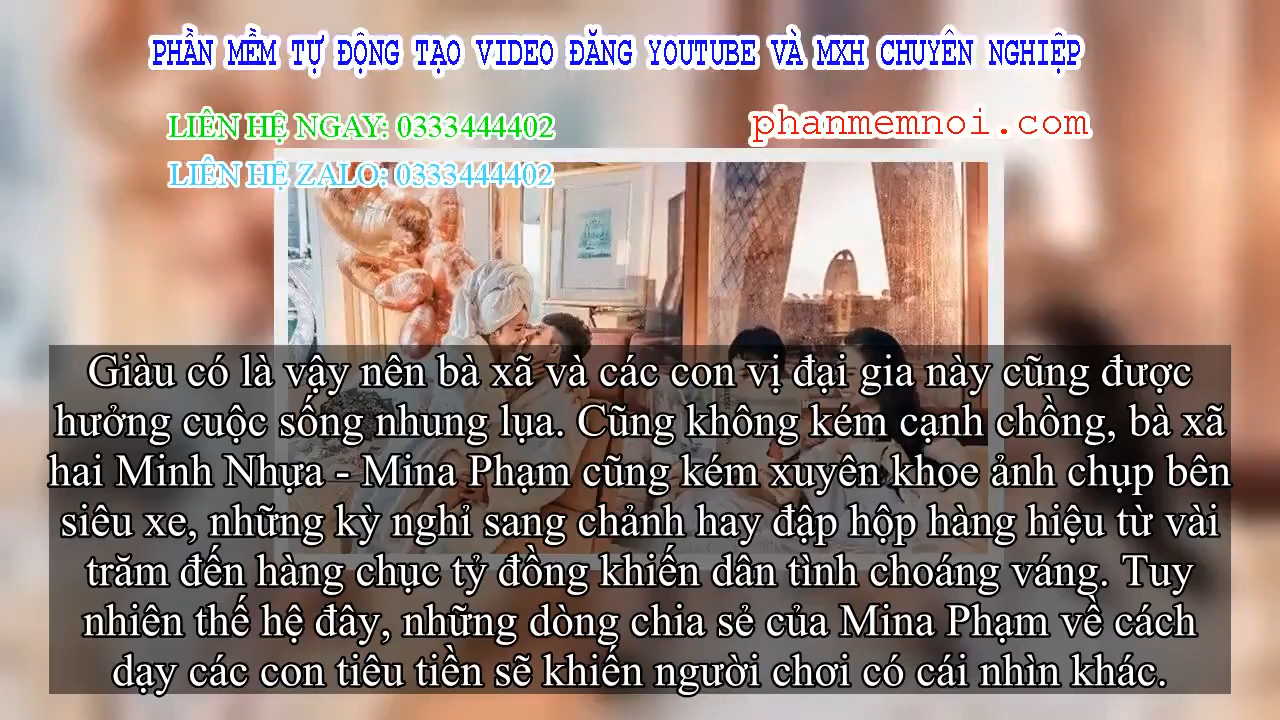 PHẦN MỀM TỰ ĐỘNG TẠO VIDEO ĐĂNG YOUTUBE VÀ MXH CHUYÊN NGHIỆP
LIÊN HỆ NGAY: 0333444402
phanmemnoi.com
LIÊN HỆ ZALO: 0333444402
Giàu có là vậy nên bà xã và các con vị đại gia này cũng được
hưởng cuộc sống nhung lụa. Cũng không kém cạnh chồng, bà xã
hai Minh Nhựa - Mina Phạm cũng kém xuyên khoe ảnh chụp bên
siêu xe, những kỳ nghỉ sang chảnh hay đập hộp hàng hiệu từ vài
trăm đến hàng chục tỷ đồng khiến dân tình choáng váng. Tuy
nhiên thế hệ đây, những dòng chia sẻ của Mina Phạm về cách
dạy các con tiêu tiền sẽ khiến người chơi có cái nhìn khác.